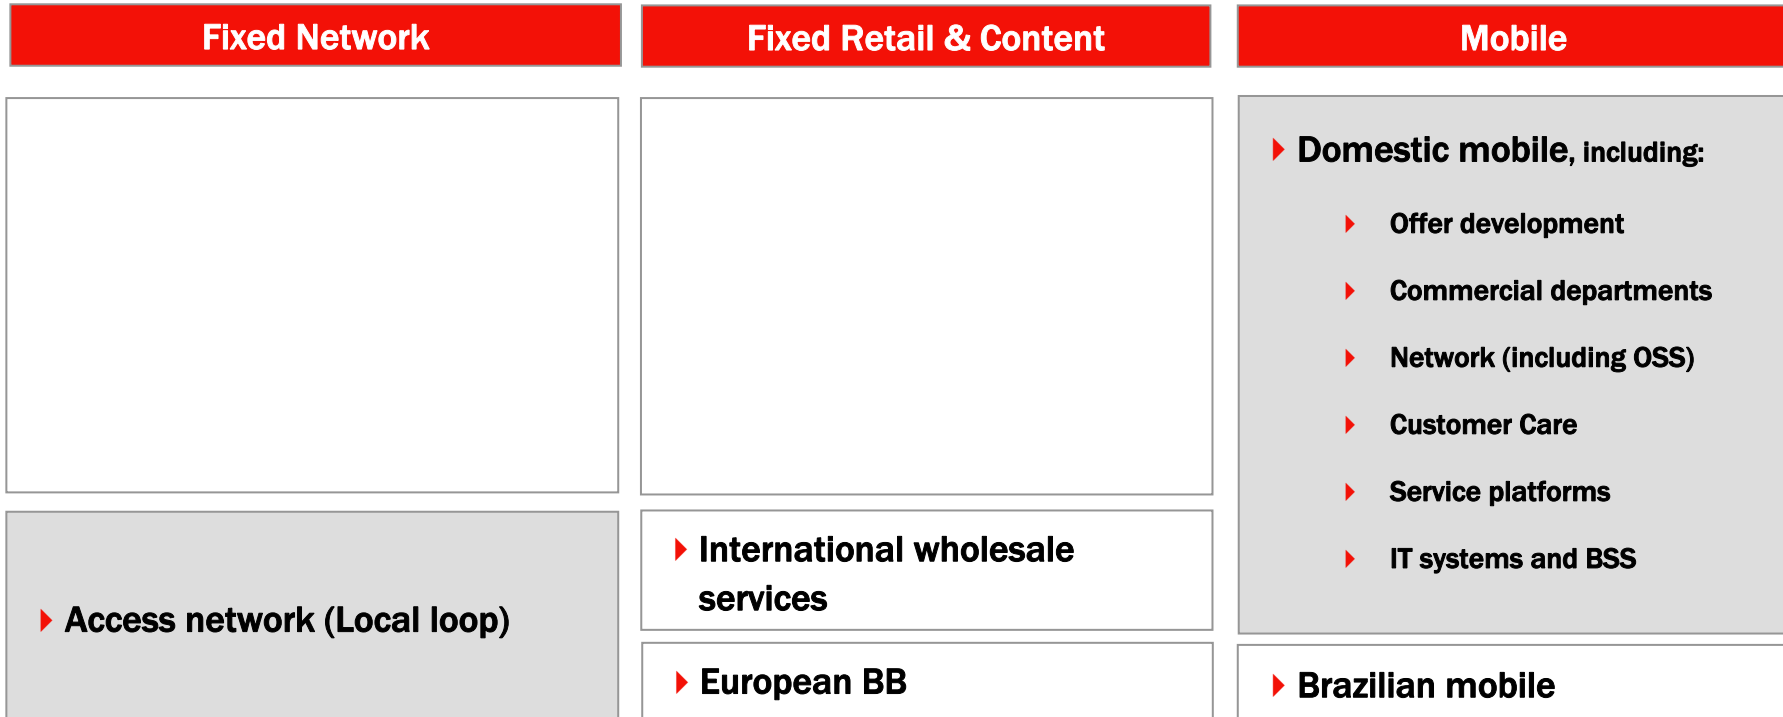 Fixed Network
Fixed Retail & Content
Mobile
Access network (Local loop)
International wholesale
services
European BB
Domestic mobile, including:
Offer development
Commercial departments
Network (including OSS)
Customer Care
Service platforms
IT systems and BSS
Brazilian mobile